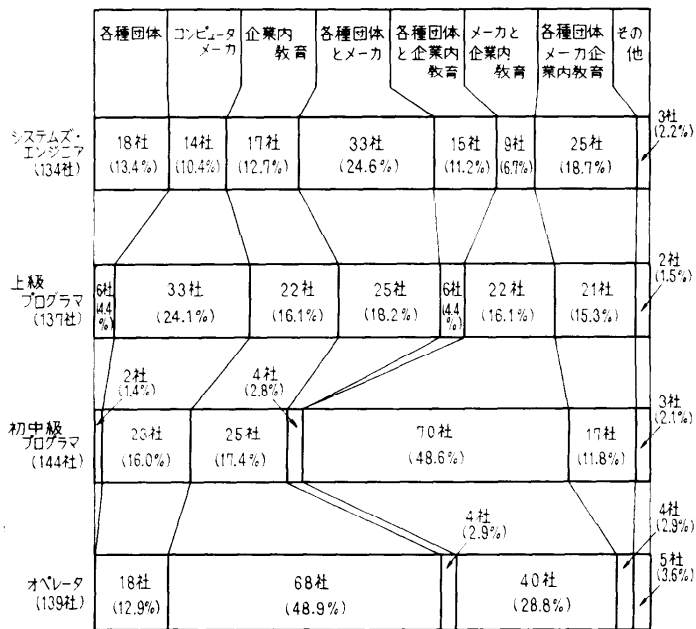 各種団体
コンピュータ
メーカ
企業内
教育
各種団体
とメーカ
各種団体
と企業内
教育
メーカと
企業内
教育
各種団体
メーカ企
業内教育
その
他
システムズ・
エンジニア
(134社)
18社
(13.4%)
14社
(10.4%)
17社
(12.7%)
33社
(24.6%)
15社
(11.2%)
9社
(6.7%)
25社
(18.7%)
3社
(2.2%)
上級
プログラマ
(137社)
6社
(4.4
%)
33社
(24.1%)
22社
(16.1%)
25社
(18.2%)
6社
(4.4
%)
22社
(16.1%)
21社
(15.3%)
2社
(1.5%)
初中級
プログラマ
(144社)
2社
(1.4%)
23社
(16.0%)
25社
(17.4%)
4社
(2.8%)
70社
(48.6%)
17社
(11.8%)
3社
(2.1%)
オペレータ
(139社)
18社
(12.9%)
68社
(48.9%)
4社
(2.9%)
40社
(28.8%)
4社
(2.9%)
5社
(3.6%)